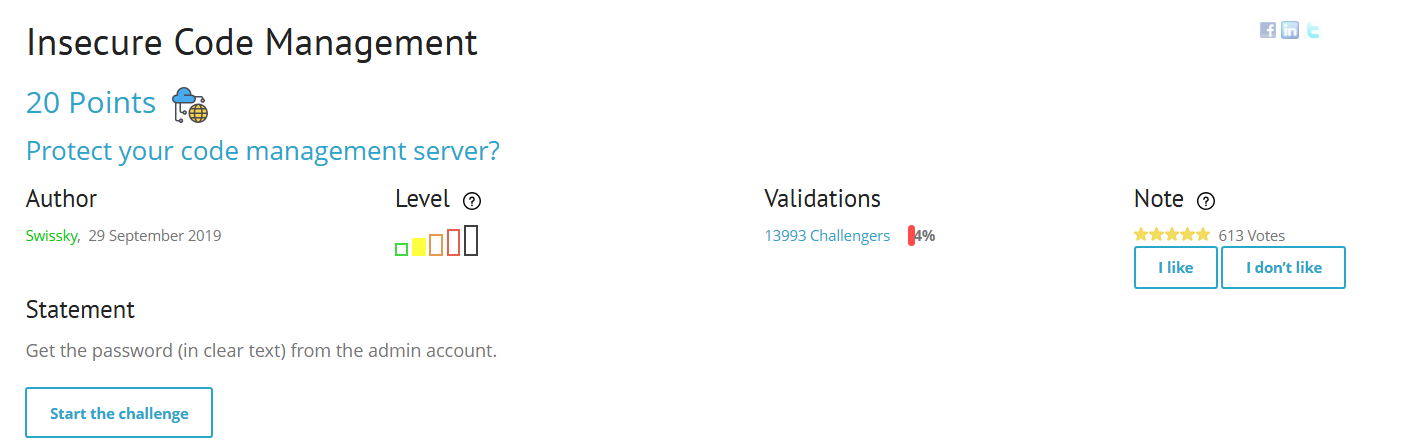 Insecure Code Management
20 Points
Protect your code management server?
Author
Level
Validations
Note
Swissky, 29 September 2019
13993 Challengers 4%
613 Votes
I like
I don't like
Statement
Get the password (in clear text) from the admin account.
Start the challenge